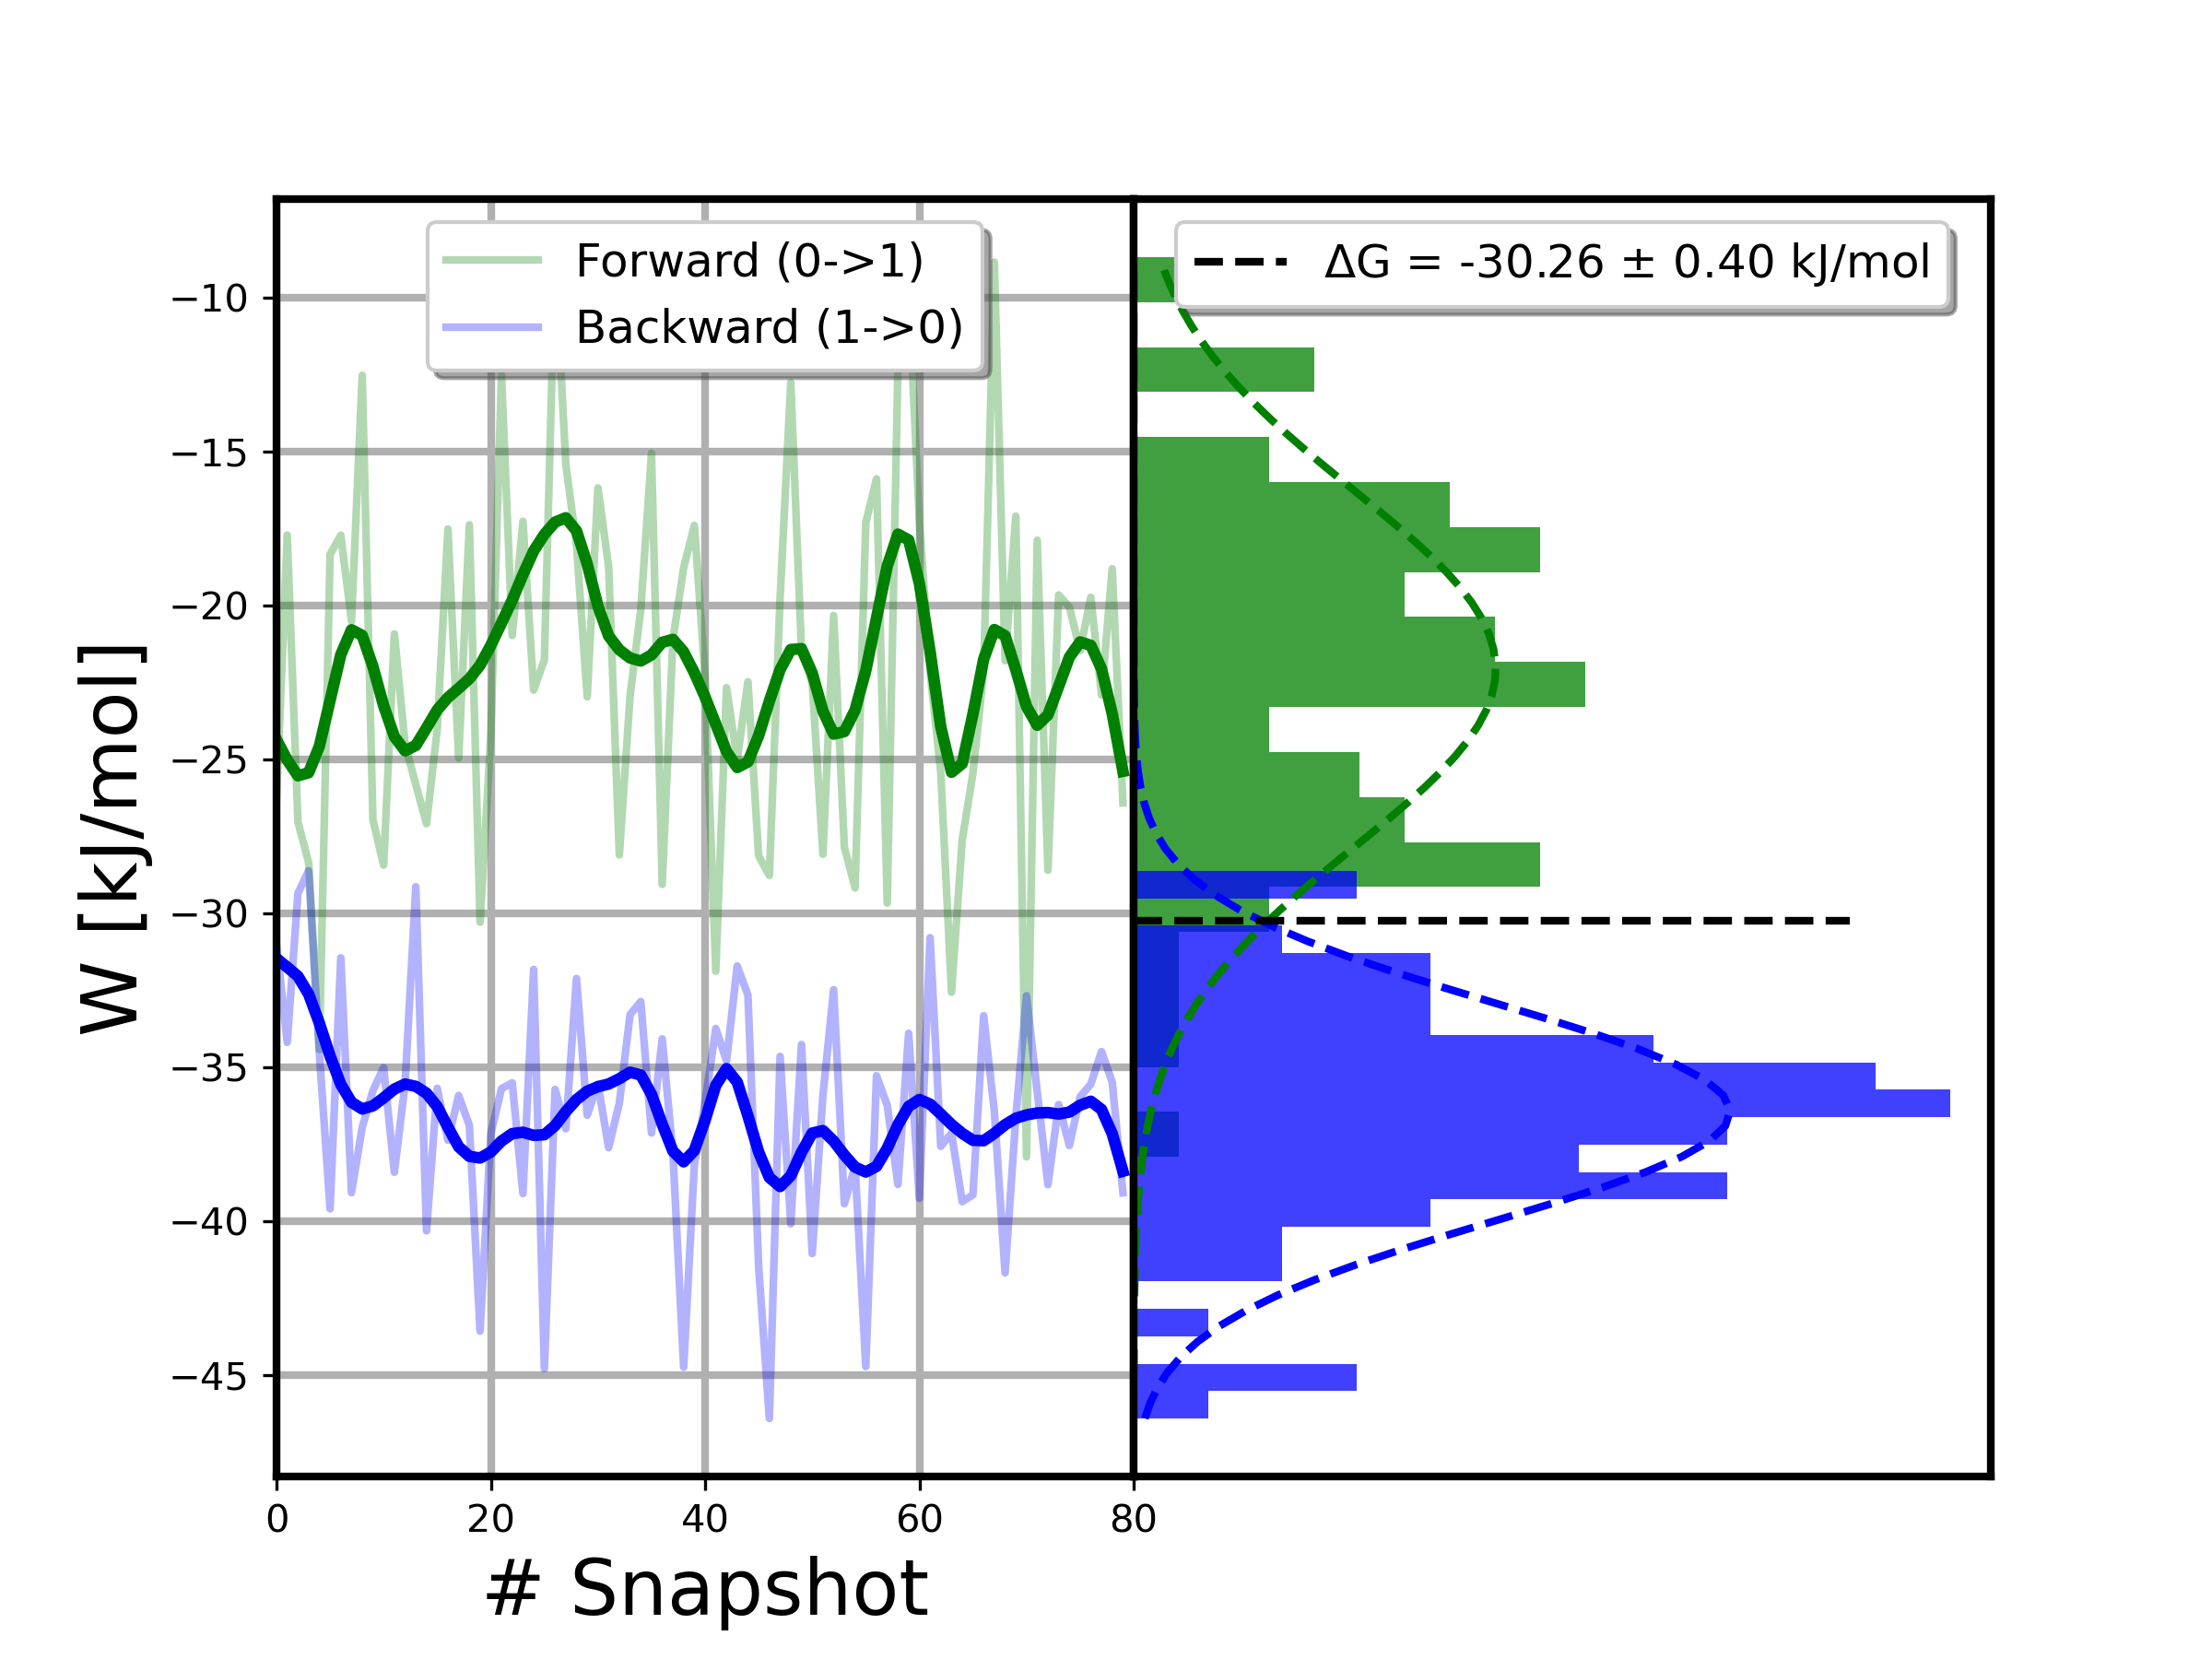 Forward (0->1)
Backward (1->0)
ΔG = -30.26 ± 0.40 kJ/mol
W [kJ/mol]
−10
−15
−20
−25
−30
−35
−40
−45
0 20 40 60 80
# Snapshot